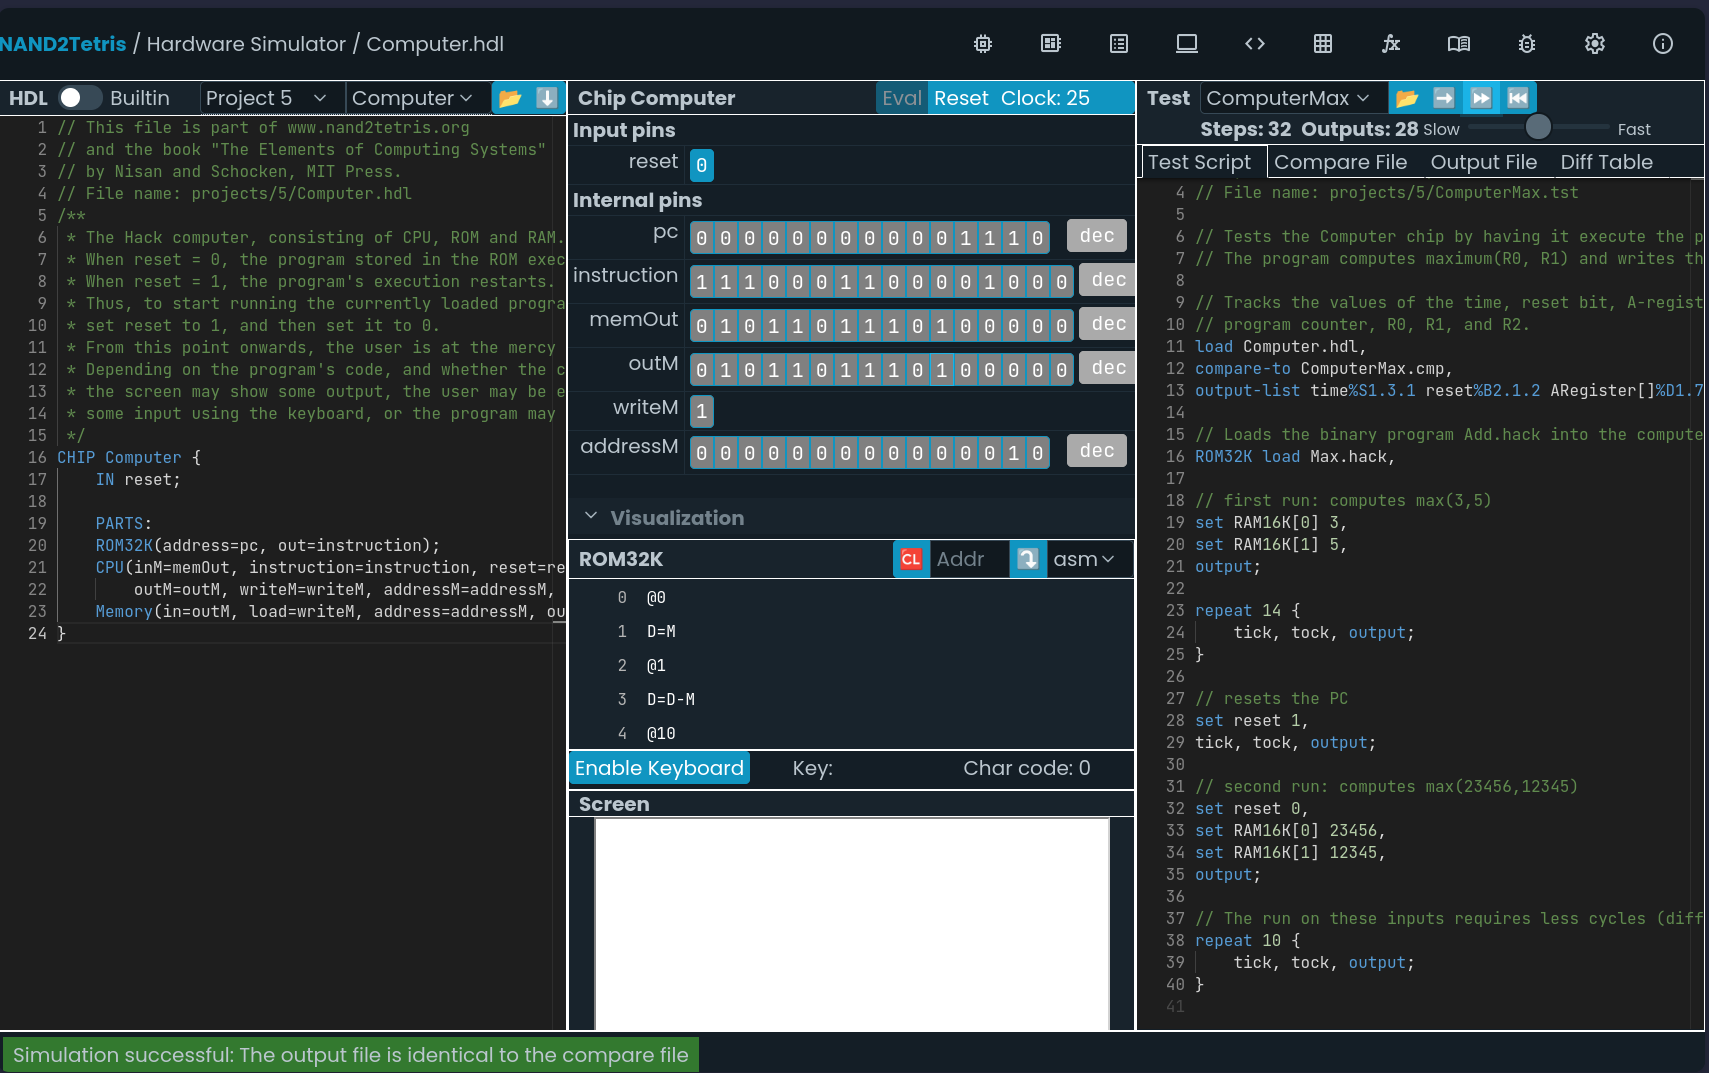 NAND2Tetris / Hardware Simulator / Computer.hdl
HDL Builtin Project 5 Computer
1 // This file is part of www.nand2tetris.org
2 // and the book "The Elements of Computing Systems"
3 // by Nisan and Schocken, MIT Press.
4 // File name: projects/5/Computer.hdl
5 /**
6 * The Hack computer, consisting of CPU, ROM and RAM.
7 * When reset = 0, the program stored in the ROM exec
8 * When reset = 1, the program's execution restarts.
9 * Thus, to start running the currently loaded progra
10 * set reset to 1, and then set it to 0.
11 * From this point onwards, the user is at the mercy
12 * Depending on the program's code, and whether the c
13 * the screen may show some output, the user may be e
14 * some input using the keyboard, or the program may
15 */
16 CHIP Computer {
17 IN reset;
18
19 PARTS:
20 ROM32K(address=pc, out=instruction);
21 CPU(inM=memOut, instruction=instruction, reset=re
22 outM=outM, writeM=writeM, addressM=addressM,
23 Memory(in=outM, load=writeM, address=addressM, ou
24 }
Chip Computer Eval Reset Clock: 25
Input pins
reset 0
Internal pins
pc 0 0 0 0 0 0 0 0 0 0 0 1 1 1 0 dec
instruction 1 1 1 0 0 0 1 1 0 0 0 0 1 0 0 0 dec
memOut 0 1 0 1 1 0 1 1 1 0 1 0 0 0 0 0 dec
outM 0 1 0 1 1 0 1 1 1 0 1 0 0 0 0 0 dec
writeM 1
addressM 0 0 0 0 0 0 0 0 0 0 0 0 0 1 0 dec
Visualization
ROM32K CL Addr asm
0 @0
1 D=M
2 @1
3 D=D-M
4 @10
Enable Keyboard Key: Char code: 0
Screen
Test ComputerMax
Steps: 32 Outputs: 28 Slow Fast
Test Script Compare File Output File Diff Table
4 // File name: projects/5/ComputerMax.tst
5
6 // Tests the Computer chip by having it execute the p
7 // The program computes maximum(R0, R1) and writes th
8
9 // Tracks the values of the time, reset bit, A-regist
10 // program counter, R0, R1, and R2.
11 load Computer.hdl,
12 compare-to ComputerMax.cmp,
13 output-list time%S1.3.1 reset%B2.1.2 ARegister[]%D1.7
14
15 // Loads the binary program Add.hack into the compute
16 ROM32K load Max.hack,
17
18 // first run: computes max(3,5)
19 set RAM16K[0] 3,
20 set RAM16K[1] 5,
21 output;
22
23 repeat 14 {
24 tick, tock, output;
25 }
26
27 // resets the PC
28 set reset 1,
29 tick, tock, output;
30
31 // second run: computes max(23456,12345)
32 set reset 0,
33 set RAM16K[0] 23456,
34 set RAM16K[1] 12345,
35 output;
36
37 // The run on these inputs requires less cycles (diff
38 repeat 10 {
39 tick, tock, output;
40 }
41
Simulation successful: The output file is identical to the compare file